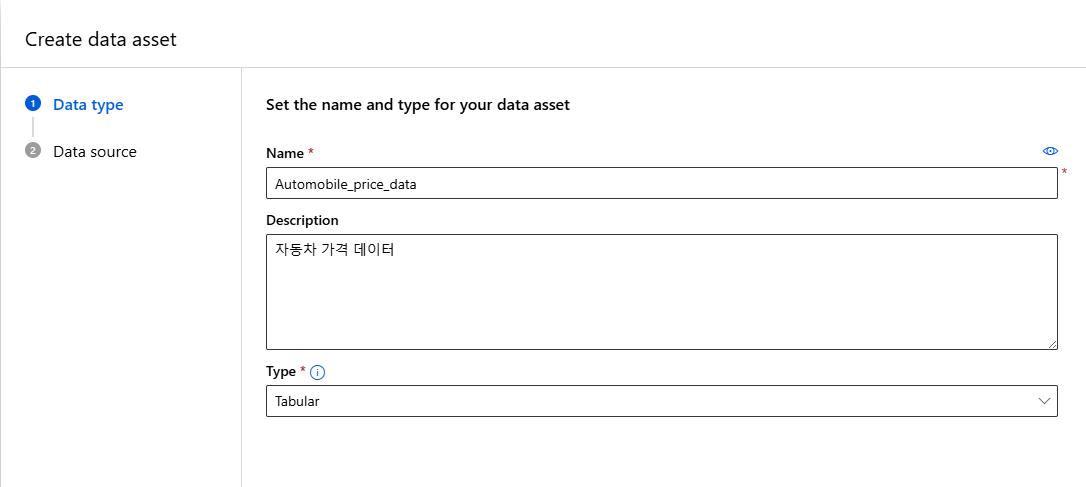 Create data asset
1 Data type
2 Data source
Set the name and type for your data asset
Name *
Automobile_price_data *
Description
자동차 가격 데이터
Type * i
Tabular